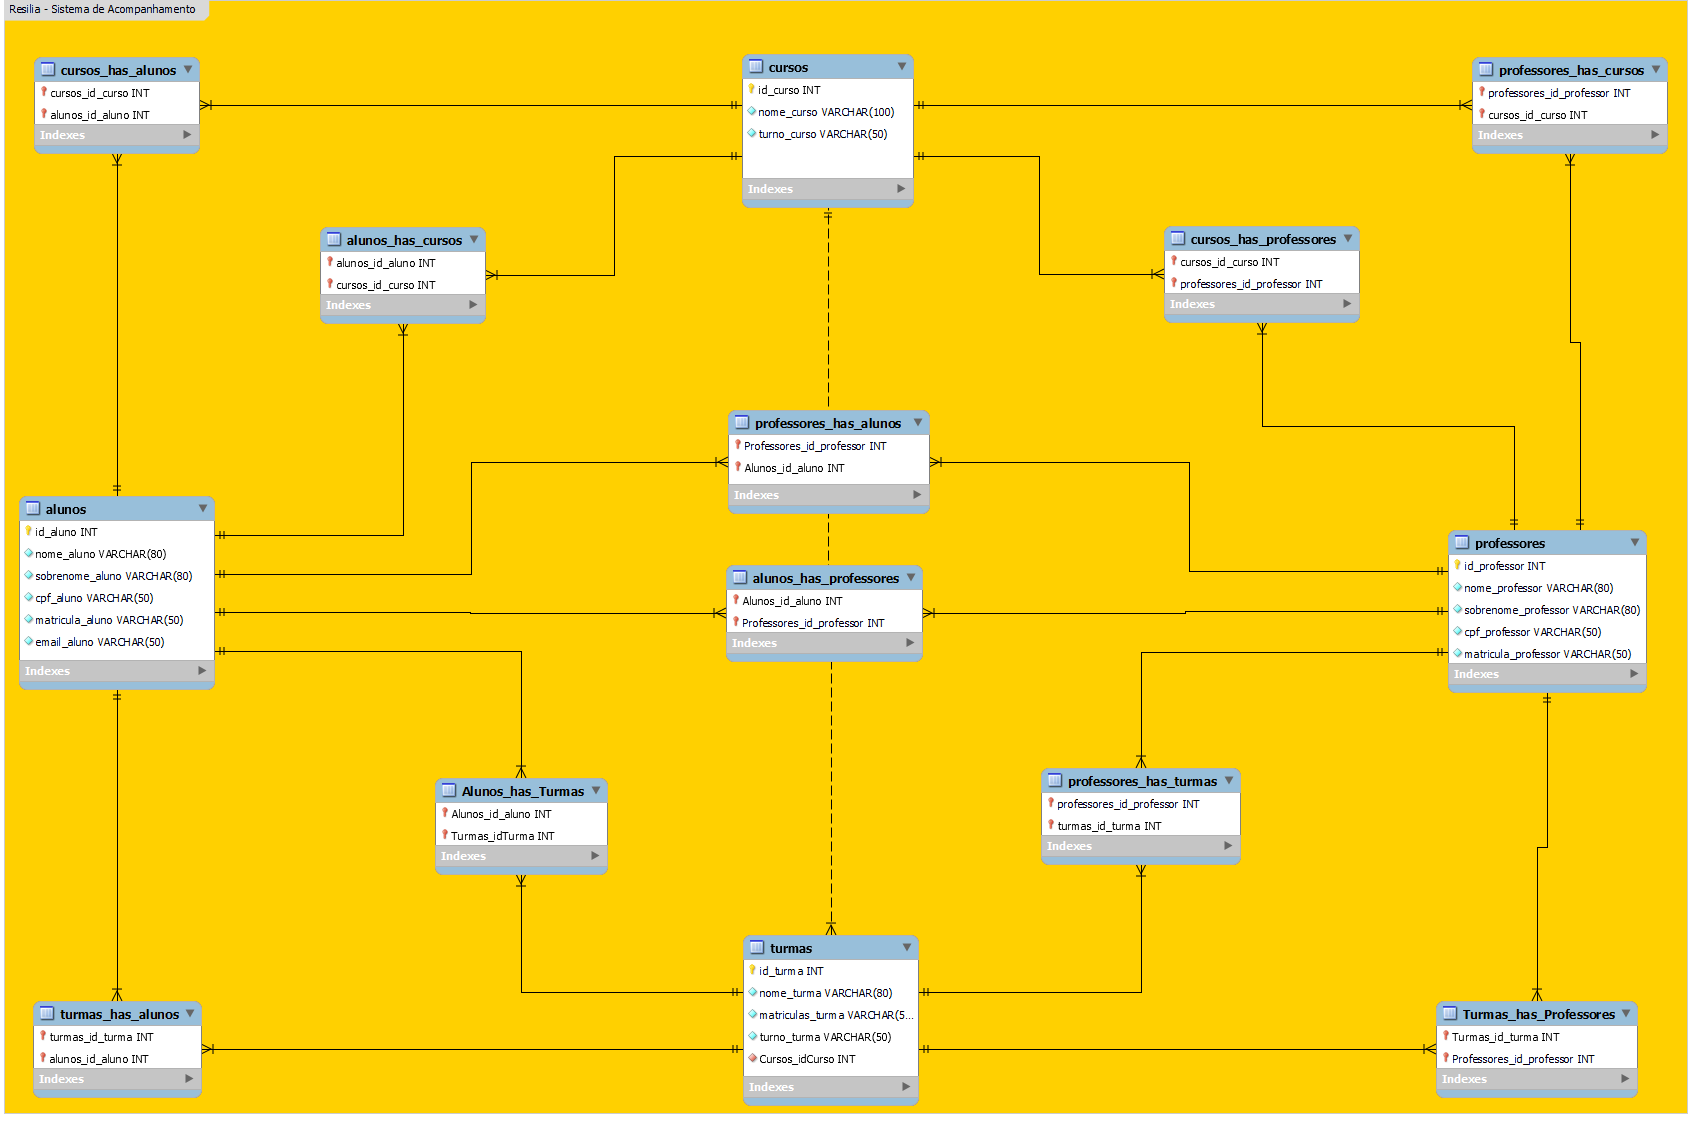 Resilia - Sistema de Acompanhamento
cursos_has_alunos
cursos_id_curso INT
alunos_id_aluno INT
Indexes
cursos
id_curso INT
nome_curso VARCHAR(100)
turno_curso VARCHAR(50)
Indexes
professores_has_cursos
professores_id_professor INT
cursos_id_curso INT
Indexes
alunos_has_cursos
alunos_id_aluno INT
cursos_id_curso INT
Indexes
cursos_has_professores
cursos_id_curso INT
professores_id_professor INT
Indexes
professores_has_alunos
Professores_id_professor INT
Alunos_id_aluno INT
Indexes
alunos
id_aluno INT
nome_aluno VARCHAR(80)
sobrenome_aluno VARCHAR(80)
cpf_aluno VARCHAR(50)
matricula_aluno VARCHAR(50)
email_aluno VARCHAR(50)
Indexes
alunos_has_professores
Alunos_id_aluno INT
Professores_id_professor INT
Indexes
professores
id_professor INT
nome_professor VARCHAR(80)
sobrenome_professor VARCHAR(80)
cpf_professor VARCHAR(50)
matricula_professor VARCHAR(50)
Indexes
Alunos_has_Turmas
Alunos_id_aluno INT
Turmas_idTurma INT
Indexes
professores_has_turmas
professores_id_professor INT
turmas_id_turma INT
Indexes
turmas
id_turma INT
nome_turma VARCHAR(80)
matriculas_turma VARCHAR(5...
turno_turma VARCHAR(50)
Cursos_idCurso INT
Indexes
turmas_has_alunos
turmas_id_turma INT
alunos_id_aluno INT
Indexes
Turmas_has_Professores
Turmas_id_turma INT
Professores_id_professor INT
Indexes